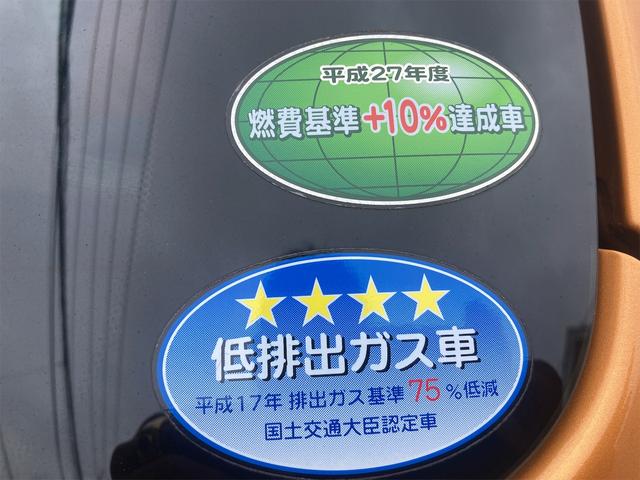 平成27年度
燃費基準+10%達成車
低排出ガス車
平成17年 排出ガス基準 75 %低減
国土交通大臣認定車